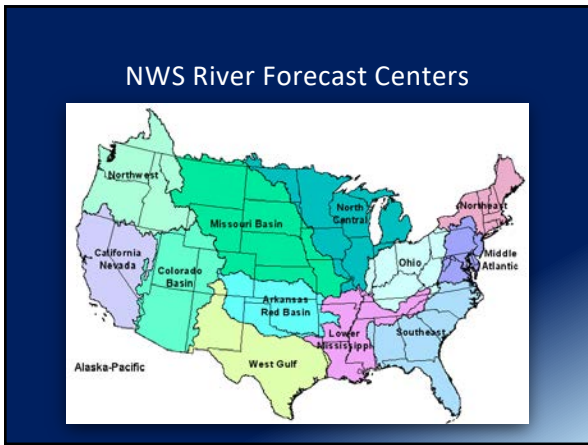 NWS River Forecast Centers
Northwest
Missouri Basin
North
Central
Northeast
California
Nevada
Colorado
Basin
Ohio
Middle
Atlantic
Arkansas
Red Basin
Lower
Mississippi
Southeast
West Gulf
Alaska-Pacific